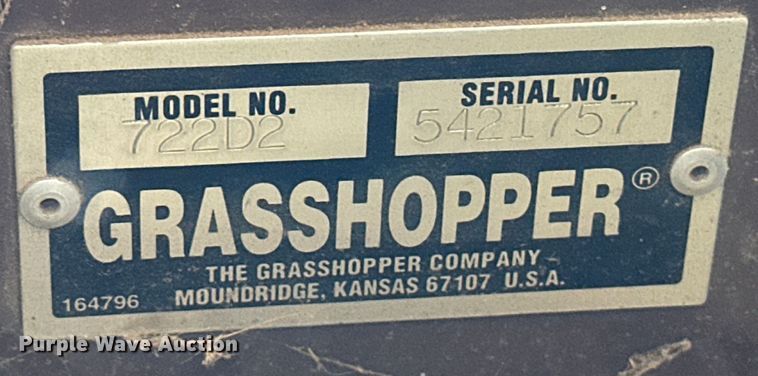 MODEL NO.
722D2
SERIAL NO.
5421757
GRASSHOPPER®
THE GRASSHOPPER COMPANY
MOUNDRIDGE, KANSAS 67107 U.S.A.
164796
Purple Wave Auction